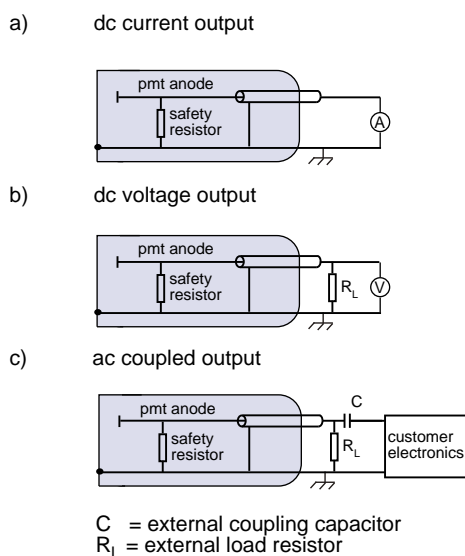 a) dc current output
pmt anode
safety
resistor
A
b) dc voltage output
pmt anode
safety
resistor
R_L
V
c) ac coupled output
C
pmt anode
safety
resistor
R_L
customer
electronics
C = external coupling capacitor
R_L = external load resistor